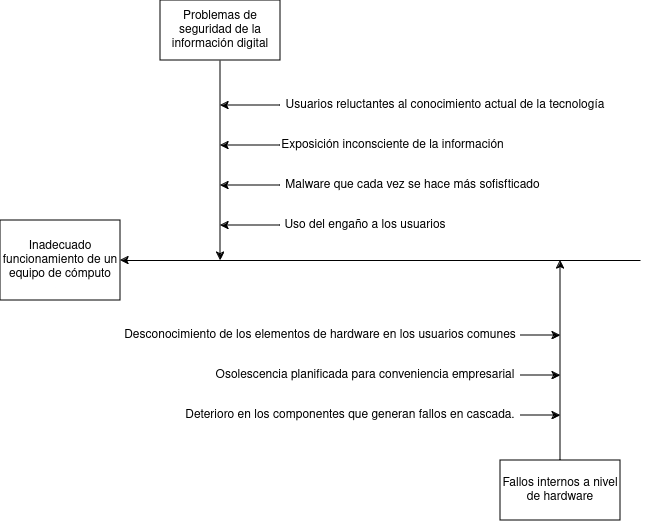 Problemas de
seguridad de la
información digital
Usuarios reluctantes al conocimiento actual de la tecnología
Exposición inconsciente de la información
Malware que cada vez se hace más sofisfticado
Uso del engaño a los usuarios
Inadecuado
funcionamiento de un
equipo de cómputo
Desconocimiento de los elementos de hardware en los usuarios comunes
Osolescencia planificada para conveniencia empresarial
Deterioro en los componentes que generan fallos en cascada.
Fallos internos a nivel
de hardware